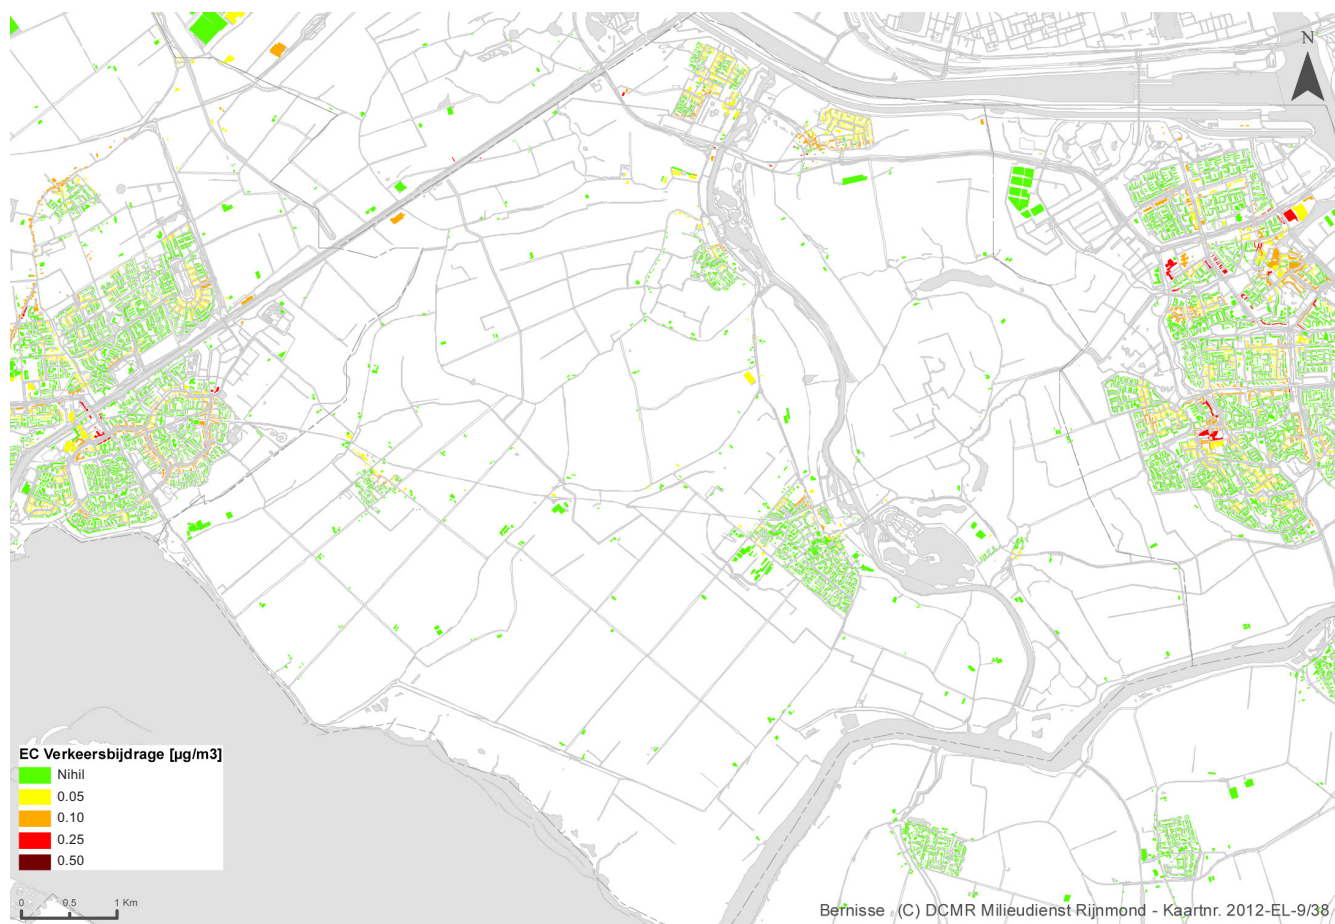 N
EC Verkeersbijdrage [µg/m3]
Nihil
0.05
0.10
0.25
0.50
0 0.5 1 Km
Bernisse (C) DCMR Milieudienst Rijnmond - Kaartnr. 2012-EL-9/38